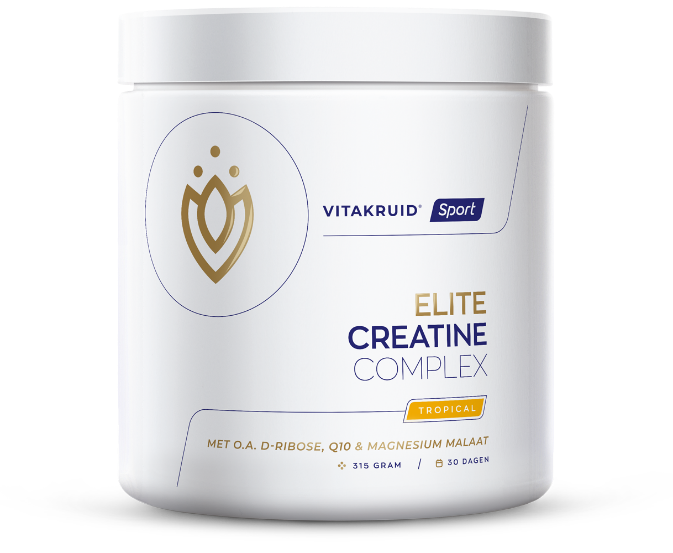 VITAKRUID® Sport
ELITE
CREATINE
COMPLEX
TROPICAL
MET O.A. D-RIBOSE, Q10 & MAGNESIUM MALAAT
315 GRAM / 30 DAGEN